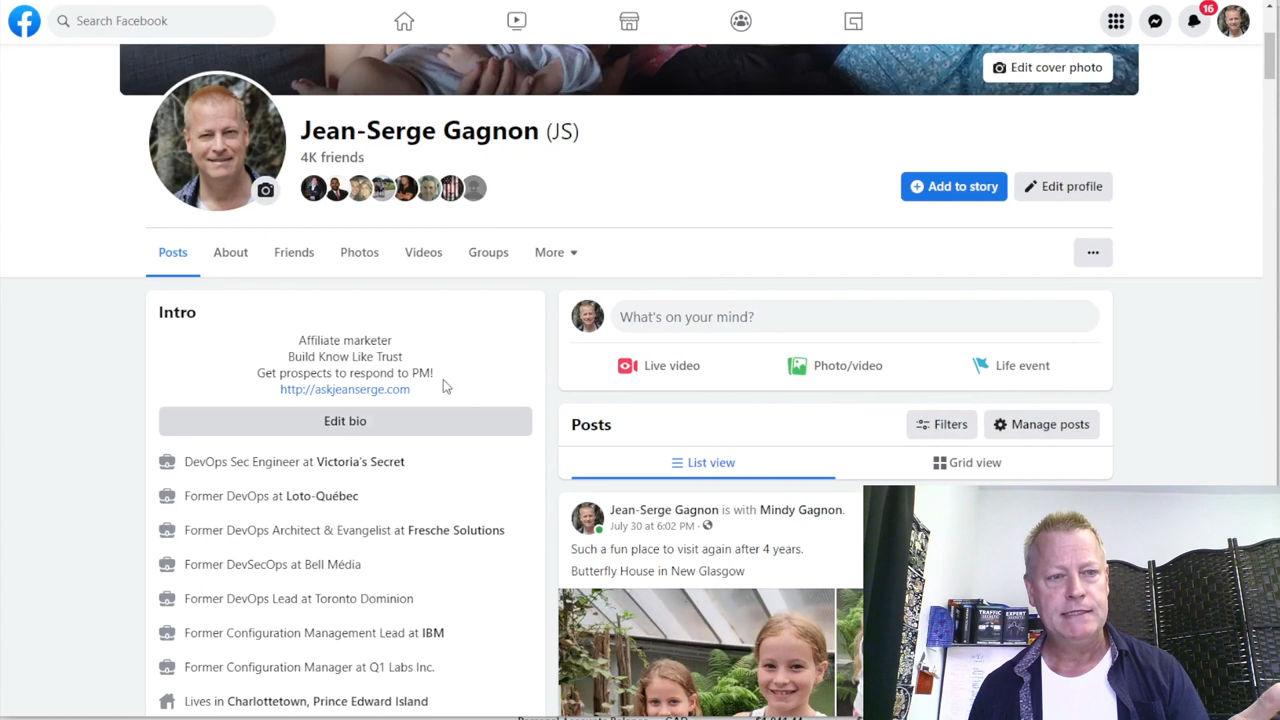 Search Facebook
16
Edit cover photo
Jean-Serge Gagnon (JS)
4K friends
Add to story
Edit profile
Posts About Friends Photos Videos Groups More
Intro
Affiliate marketer
Build Know Like Trust
Get prospects to respond to PM!
http://askjeanserge.com
Edit bio
DevOps Sec Engineer at Victoria's Secret
Former DevOps at Loto-Québec
Former DevOps Architect & Evangelist at Fresche Solutions
Former DevSecOps at Bell Média
Former DevOps Lead at Toronto Dominion
Former Configuration Management Lead at IBM
Former Configuration Manager at Q1 Labs Inc.
Lives in Charlottetown, Prince Edward Island
What's on your mind?
Live video
Photo/video
Life event
Posts
Filters
Manage posts
List view
Grid view
Jean-Serge Gagnon is with Mindy Gagnon.
July 30 at 6:02 PM ·
Such a fun place to visit again after 4 years.
Butterfly House in New Glasgow
TRAFFIC
SECRETS
EXPERT
SECRETS